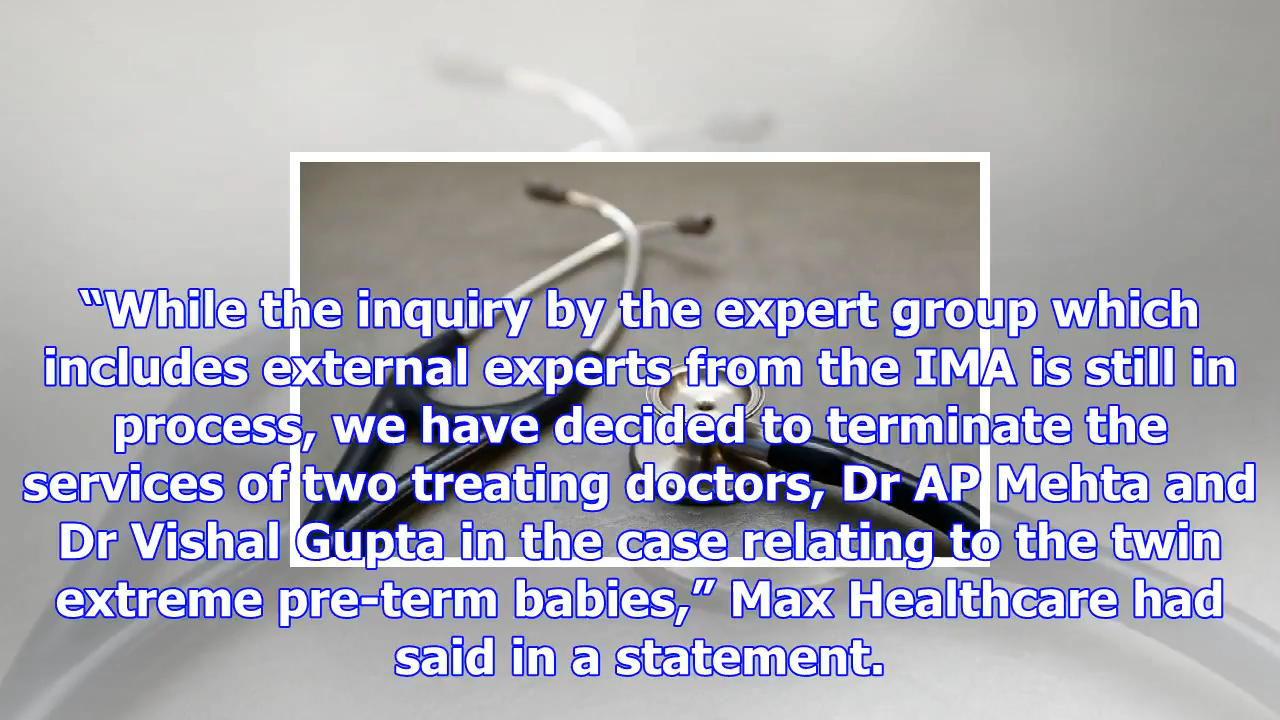 “While the inquiry by the expert group which
includes external experts from the IMA is still in
process, we have decided to terminate the
services of two treating doctors, Dr AP Mehta and
Dr Vishal Gupta in the case relating to the twin
extreme pre-term babies,” Max Healthcare had
said in a statement.